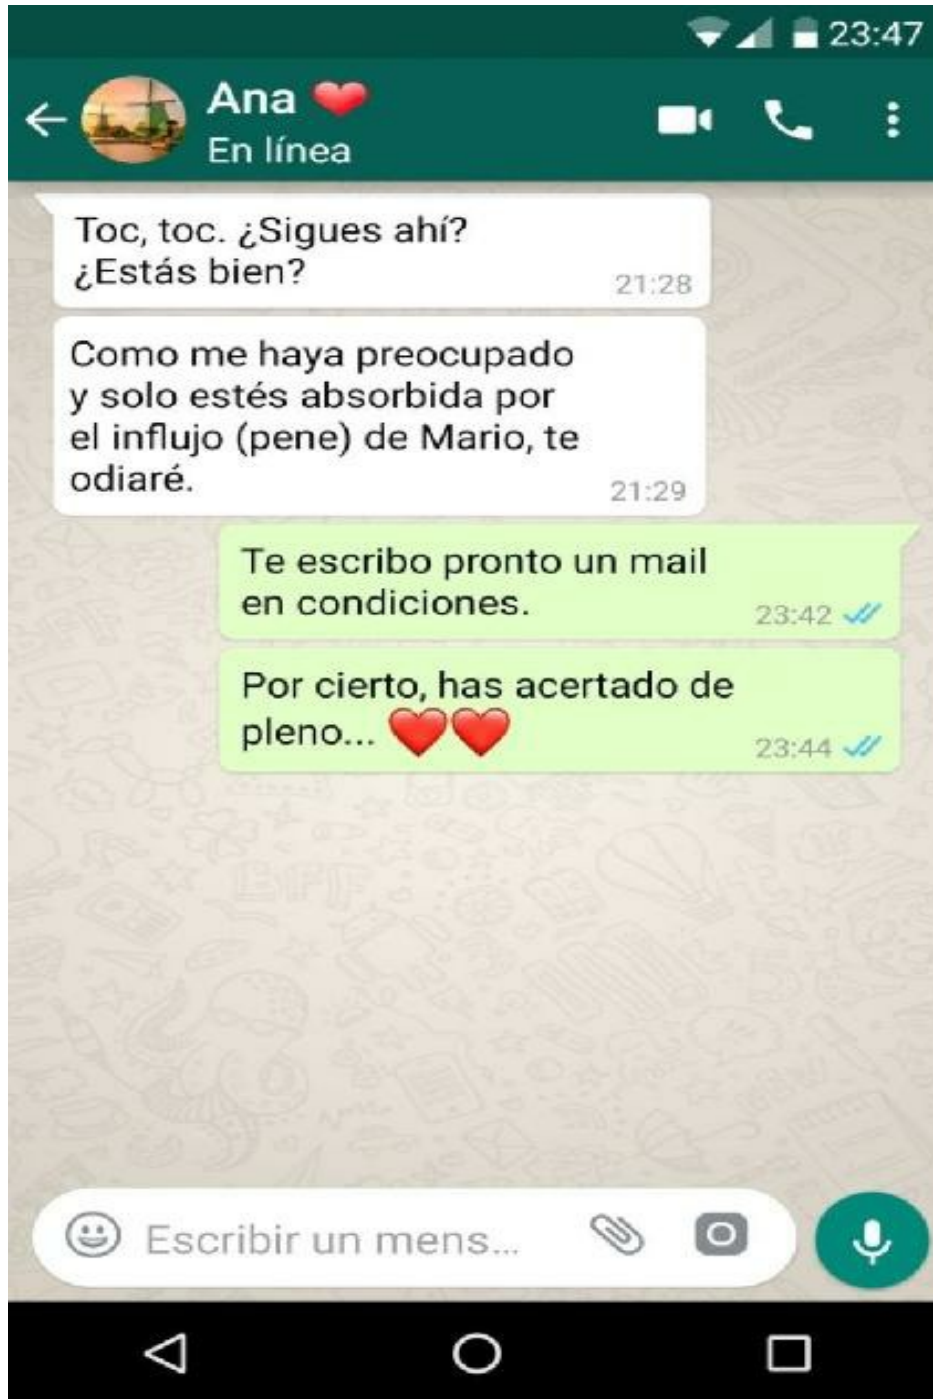 23:47
Ana ❤️
En línea
Toc, toc. ¿Sigues ahí?
¿Estás bien?
21:28
Como me haya preocupado
y solo estés absorbida por
el influjo (pene) de Mario, te
odiaré.
21:29
Te escribo pronto un mail
en condiciones.
23:42
Por cierto, has acertado de
pleno... ❤️❤️
23:44
Escribir un mens...